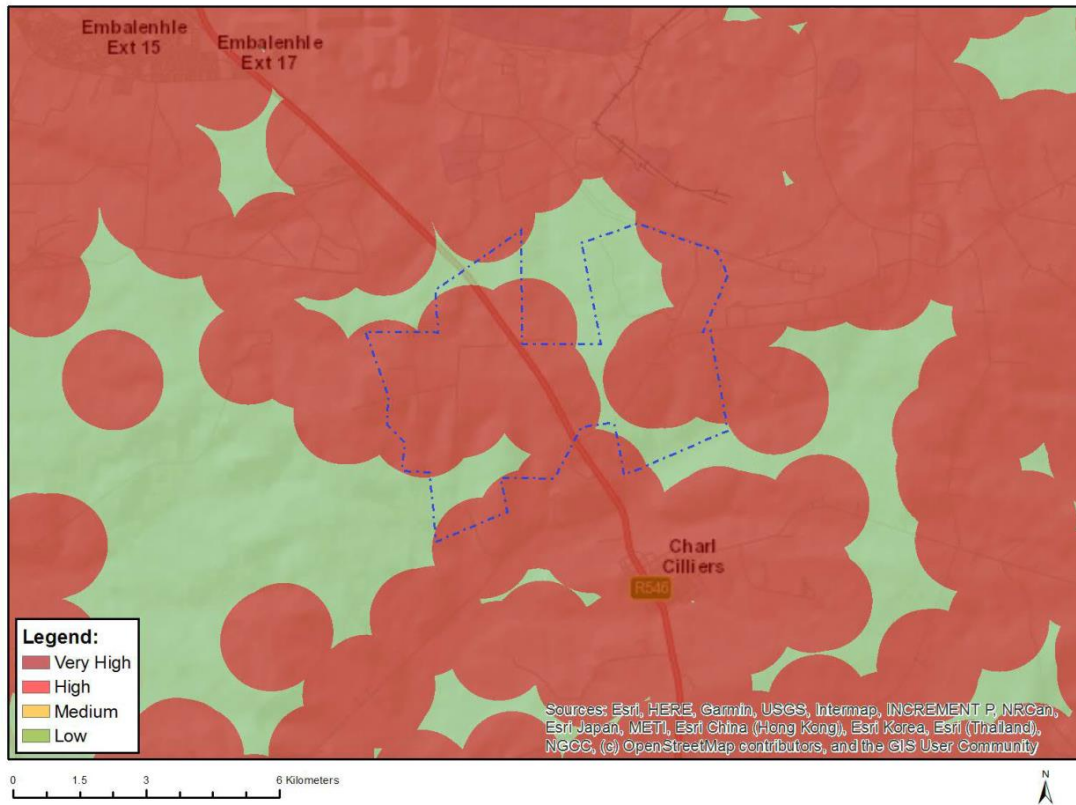 Embalenhle
Ext 15
Embalenhle
Ext 17
Charl
Cilliers
R546
Legend:
Very High
High
Medium
Low
Sources: Esri, HERE, Garmin, USGS, Intermap, INCREMENT P, NRCan,
Esri Japan, METI, Esri China (Hong Kong), Esri Korea, Esri (Thailand),
NGCC, (c) OpenStreetMap contributors, and the GIS User Community
0 1.5 3 6 Kilometers
N